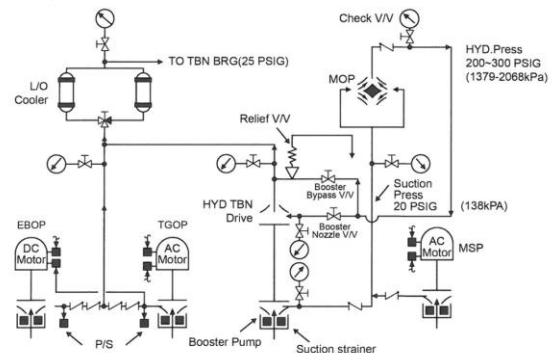 Check V/V
TO TBN BRG(25 PSIG)
HYD.Press
200~300 PSIG
(1379-2068kPa)
L/O
Cooler
MOP
Relief V/V
Booster
Bypass V/V
Suction
Press
20 PSIG
(138kPA)
HYD TBN
Drive
Booster
Nozzle V/V
EBOP
DC
Motor
TGOP
AC
Motor
AC
Motor
MSP
P/S
Booster Pump
Suction strainer